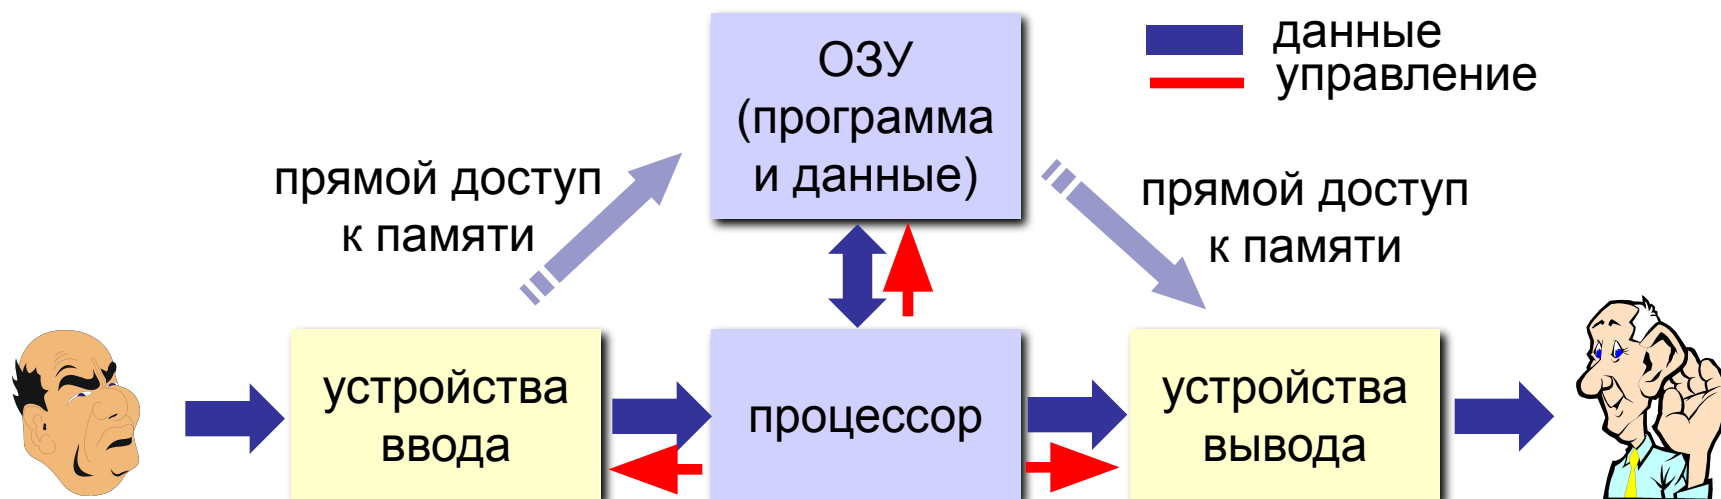 ОЗУ
(программа
и данные)
данные
управление
прямой доступ
к памяти
прямой доступ
к памяти
устройства
ввода
процессор
устройства
вывода